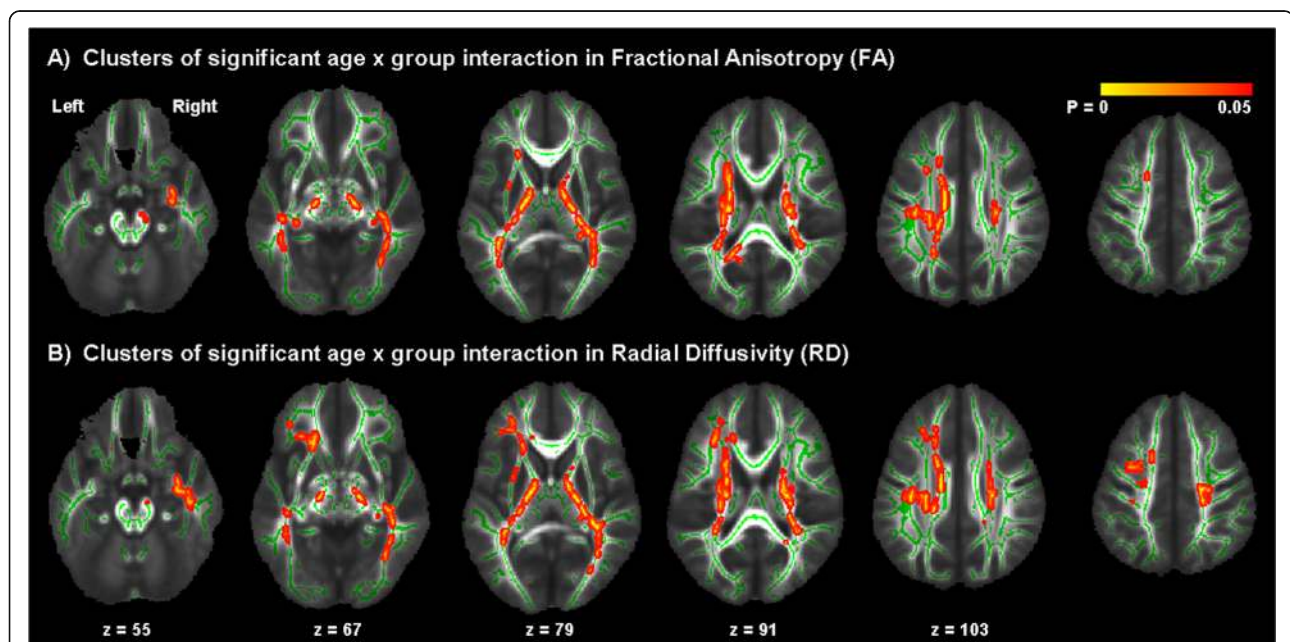 A) Clusters of significant age x group interaction in Fractional Anisotropy (FA)
Left Right
P = 0 0.05
B) Clusters of significant age x group interaction in Radial Diffusivity (RD)
z = 55 z = 67 z = 79 z = 91 z = 103